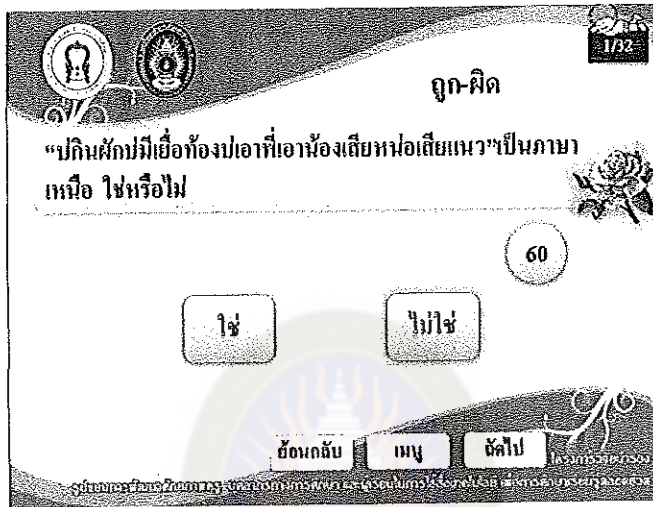 1/32
ถูก-ผิด
“ปกินผักบ่มีเยื่อท้องบ่เอาที่เอาน้องเสียหน่อเสียแนว”เป็นภาษา
เหนือ ใช่หรือไม่
60
ใช่
ไม่ใช่
ย้อนกลับ
เมนู
ถัดไป